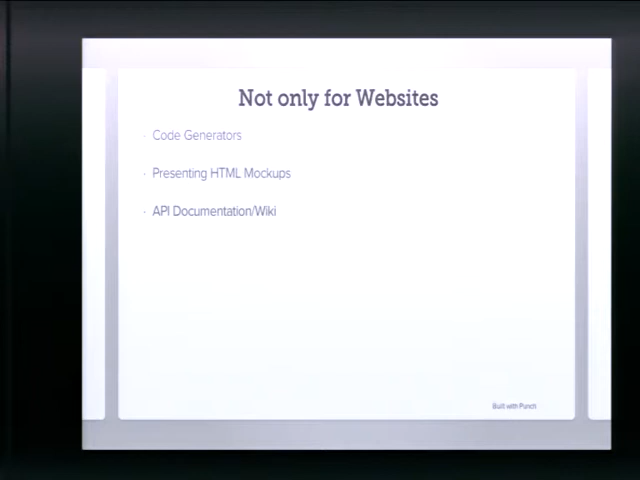 Not only for Websites
· Code Generators
· Presenting HTML Mockups
· API Documentation/Wiki
Built with Punch